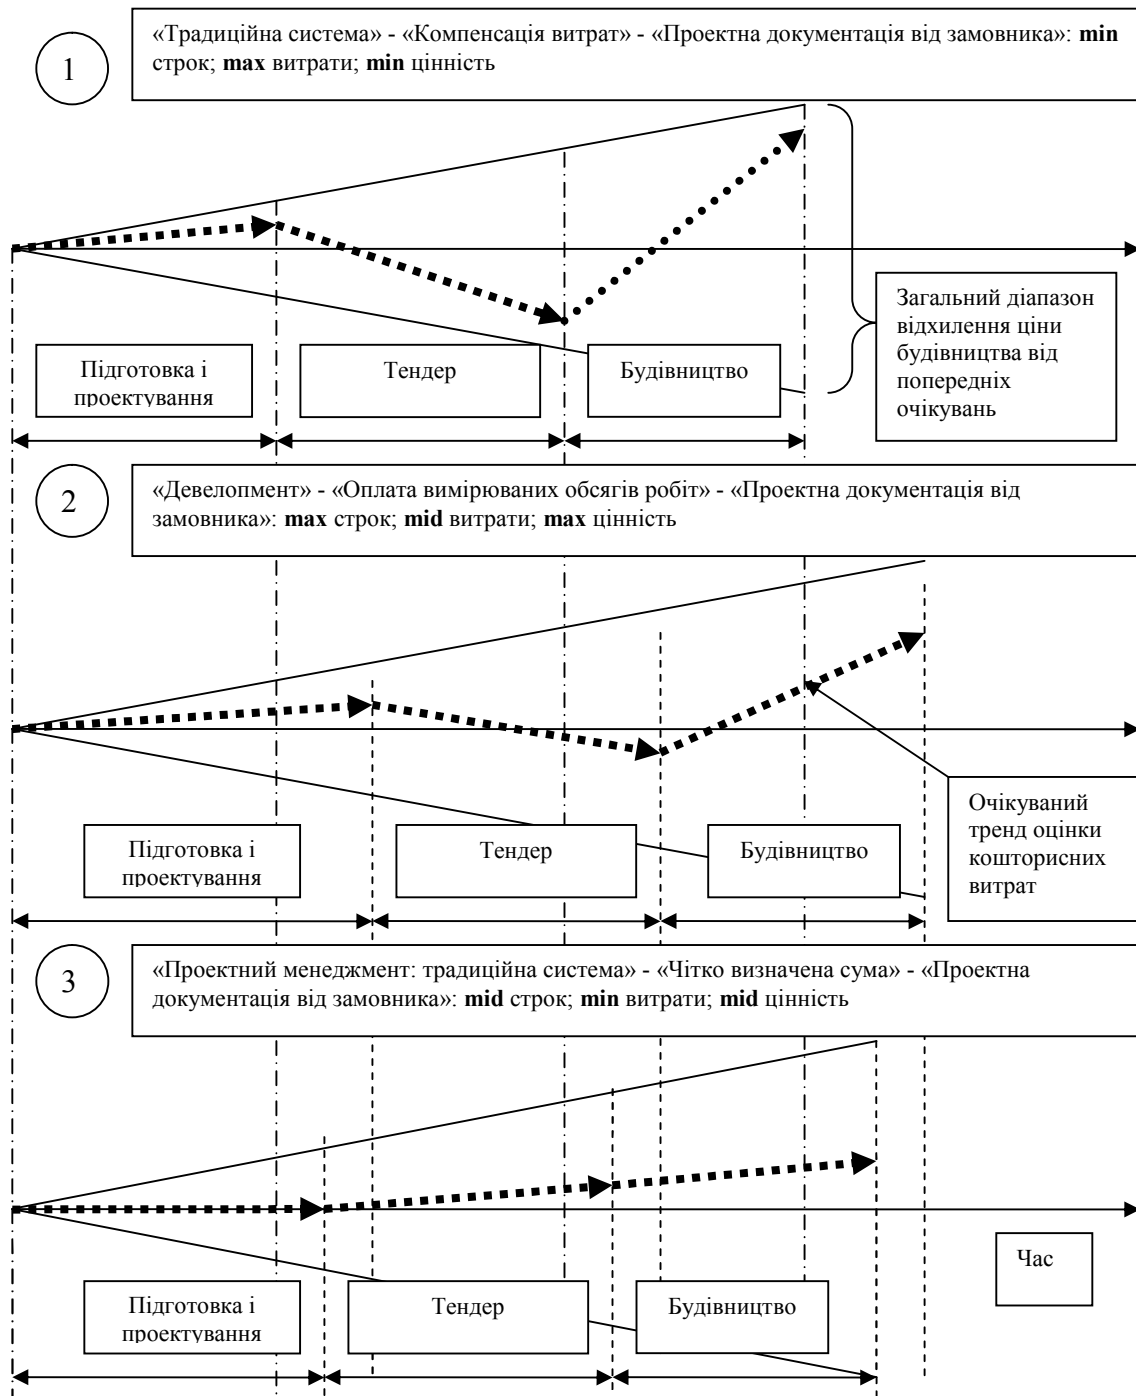 1
«Традиційна система» - «Компенсація витрат» - «Проектна документація від замовника»: min
строк; max витрати; min цінність
Загальний діапазон
відхилення ціни
будівництва від
попередніх
очікувань
Підготовка і
проектування
Тендер
Будівництво
2
«Девелопмент» - «Оплата вимірюваних обсягів робіт» - «Проектна документація від
замовника»: max строк; mid витрати; max цінність
Очікуваний
тренд оцінки
кошторисних
витрат
Підготовка і
проектування
Тендер
Будівництво
3
«Проектний менеджмент: традиційна система» - «Чітко визначена сума» - «Проектна
документація від замовника»: mid строк; min витрати; mid цінність
Час
Підготовка і
проектування
Тендер
Будівництво